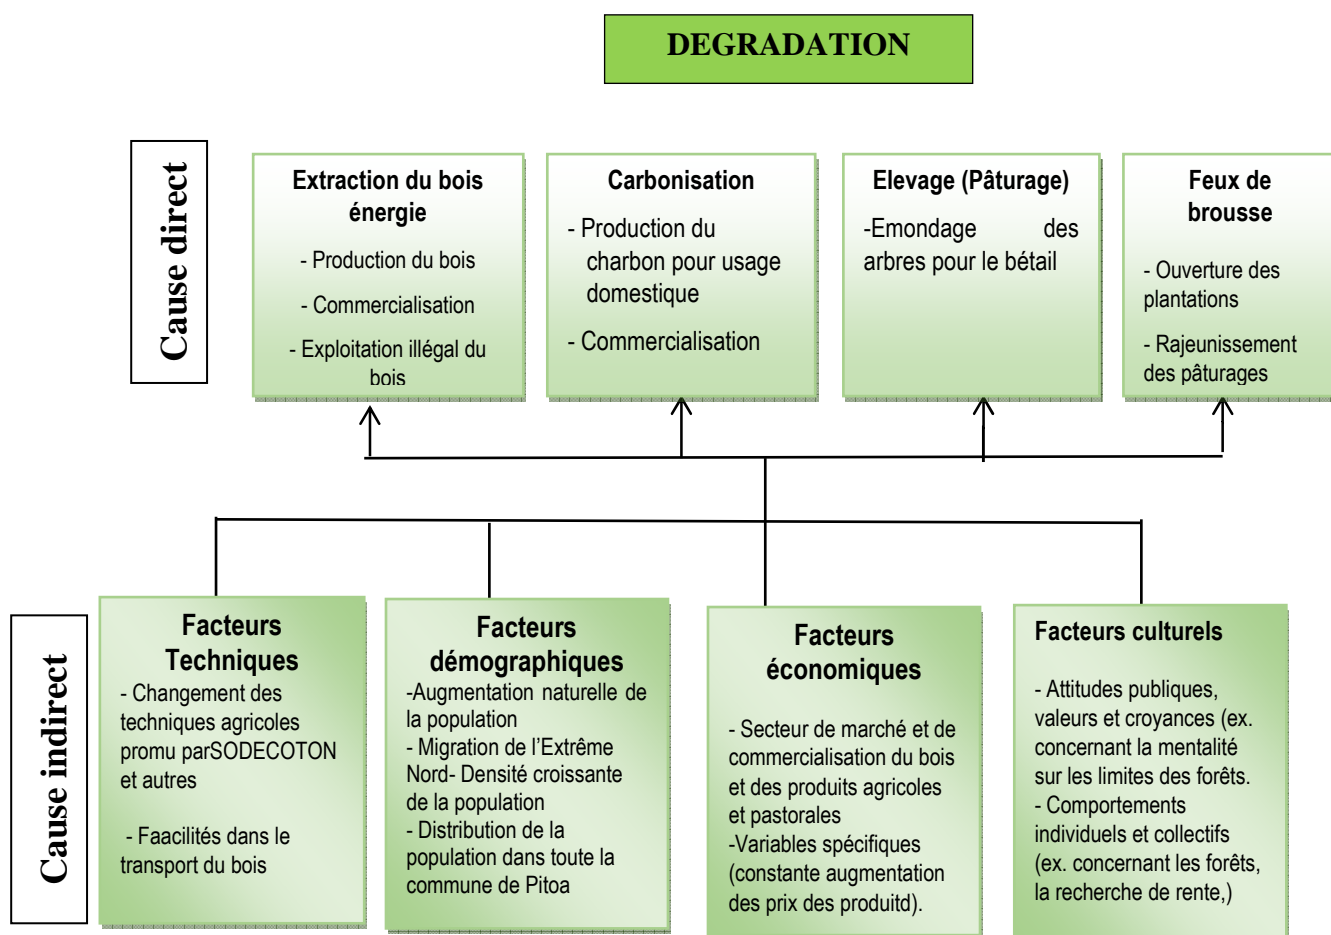 DEGRADATION
Cause direct
Extraction du bois
énergie
- Production du bois
- Commercialisation
- Exploitation illégal du
bois
Carbonisation
- Production du
charbon pour usage
domestique
- Commercialisation
Elevage (Pâturage)
-Emondage des
arbres pour le bétail
Feux de
brousse
- Ouverture des
plantations
- Rajeunissement
des pâturages
Cause indirect
Facteurs
Techniques
- Changement des
techniques agricoles
promu parSODECOTON
et autres
- Faacilités dans le
transport du bois
Facteurs
démographiques
-Augmentation naturelle de
la population
- Migration de l’Extrême
Nord- Densité croissante
de la population
- Distribution de la
population dans toute la
commune de Pitoa
Facteurs
économiques
- Secteur de marché et de
commercialisation du bois
et des produits agricoles
et pastorales
-Variables spécifiques
(constante augmentation
des prix des produitd).
Facteurs culturels
- Attitudes publiques,
valeurs et croyances (ex.
concernant la mentalité
sur les limites des forêts.
- Comportements
individuels et collectifs
(ex. concernant les forêts,
la recherche de rente,)